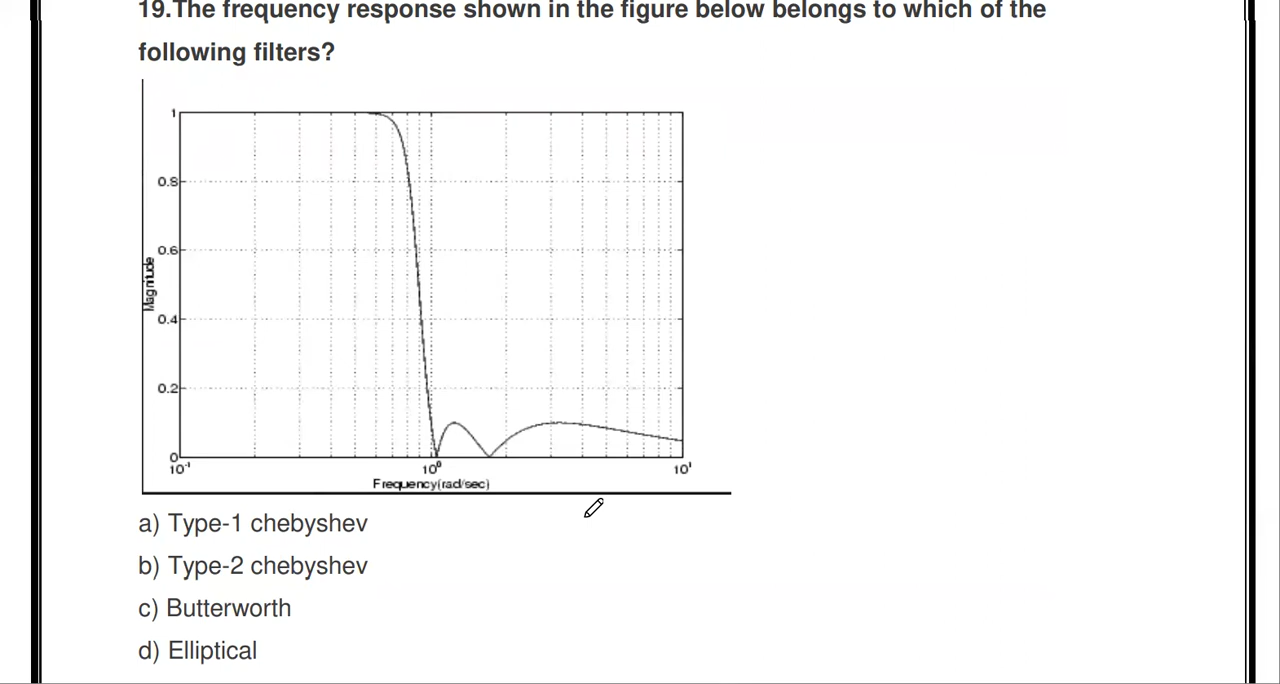 19.The frequency response shown in the figure below belongs to which of the
following filters?
1
0.8
0.6
0.4
0.2
0
Magnitude
10⁻¹
10⁰
10¹
Frequency(rad/sec)
a) Type-1 chebyshev
b) Type-2 chebyshev
c) Butterworth
d) Elliptical